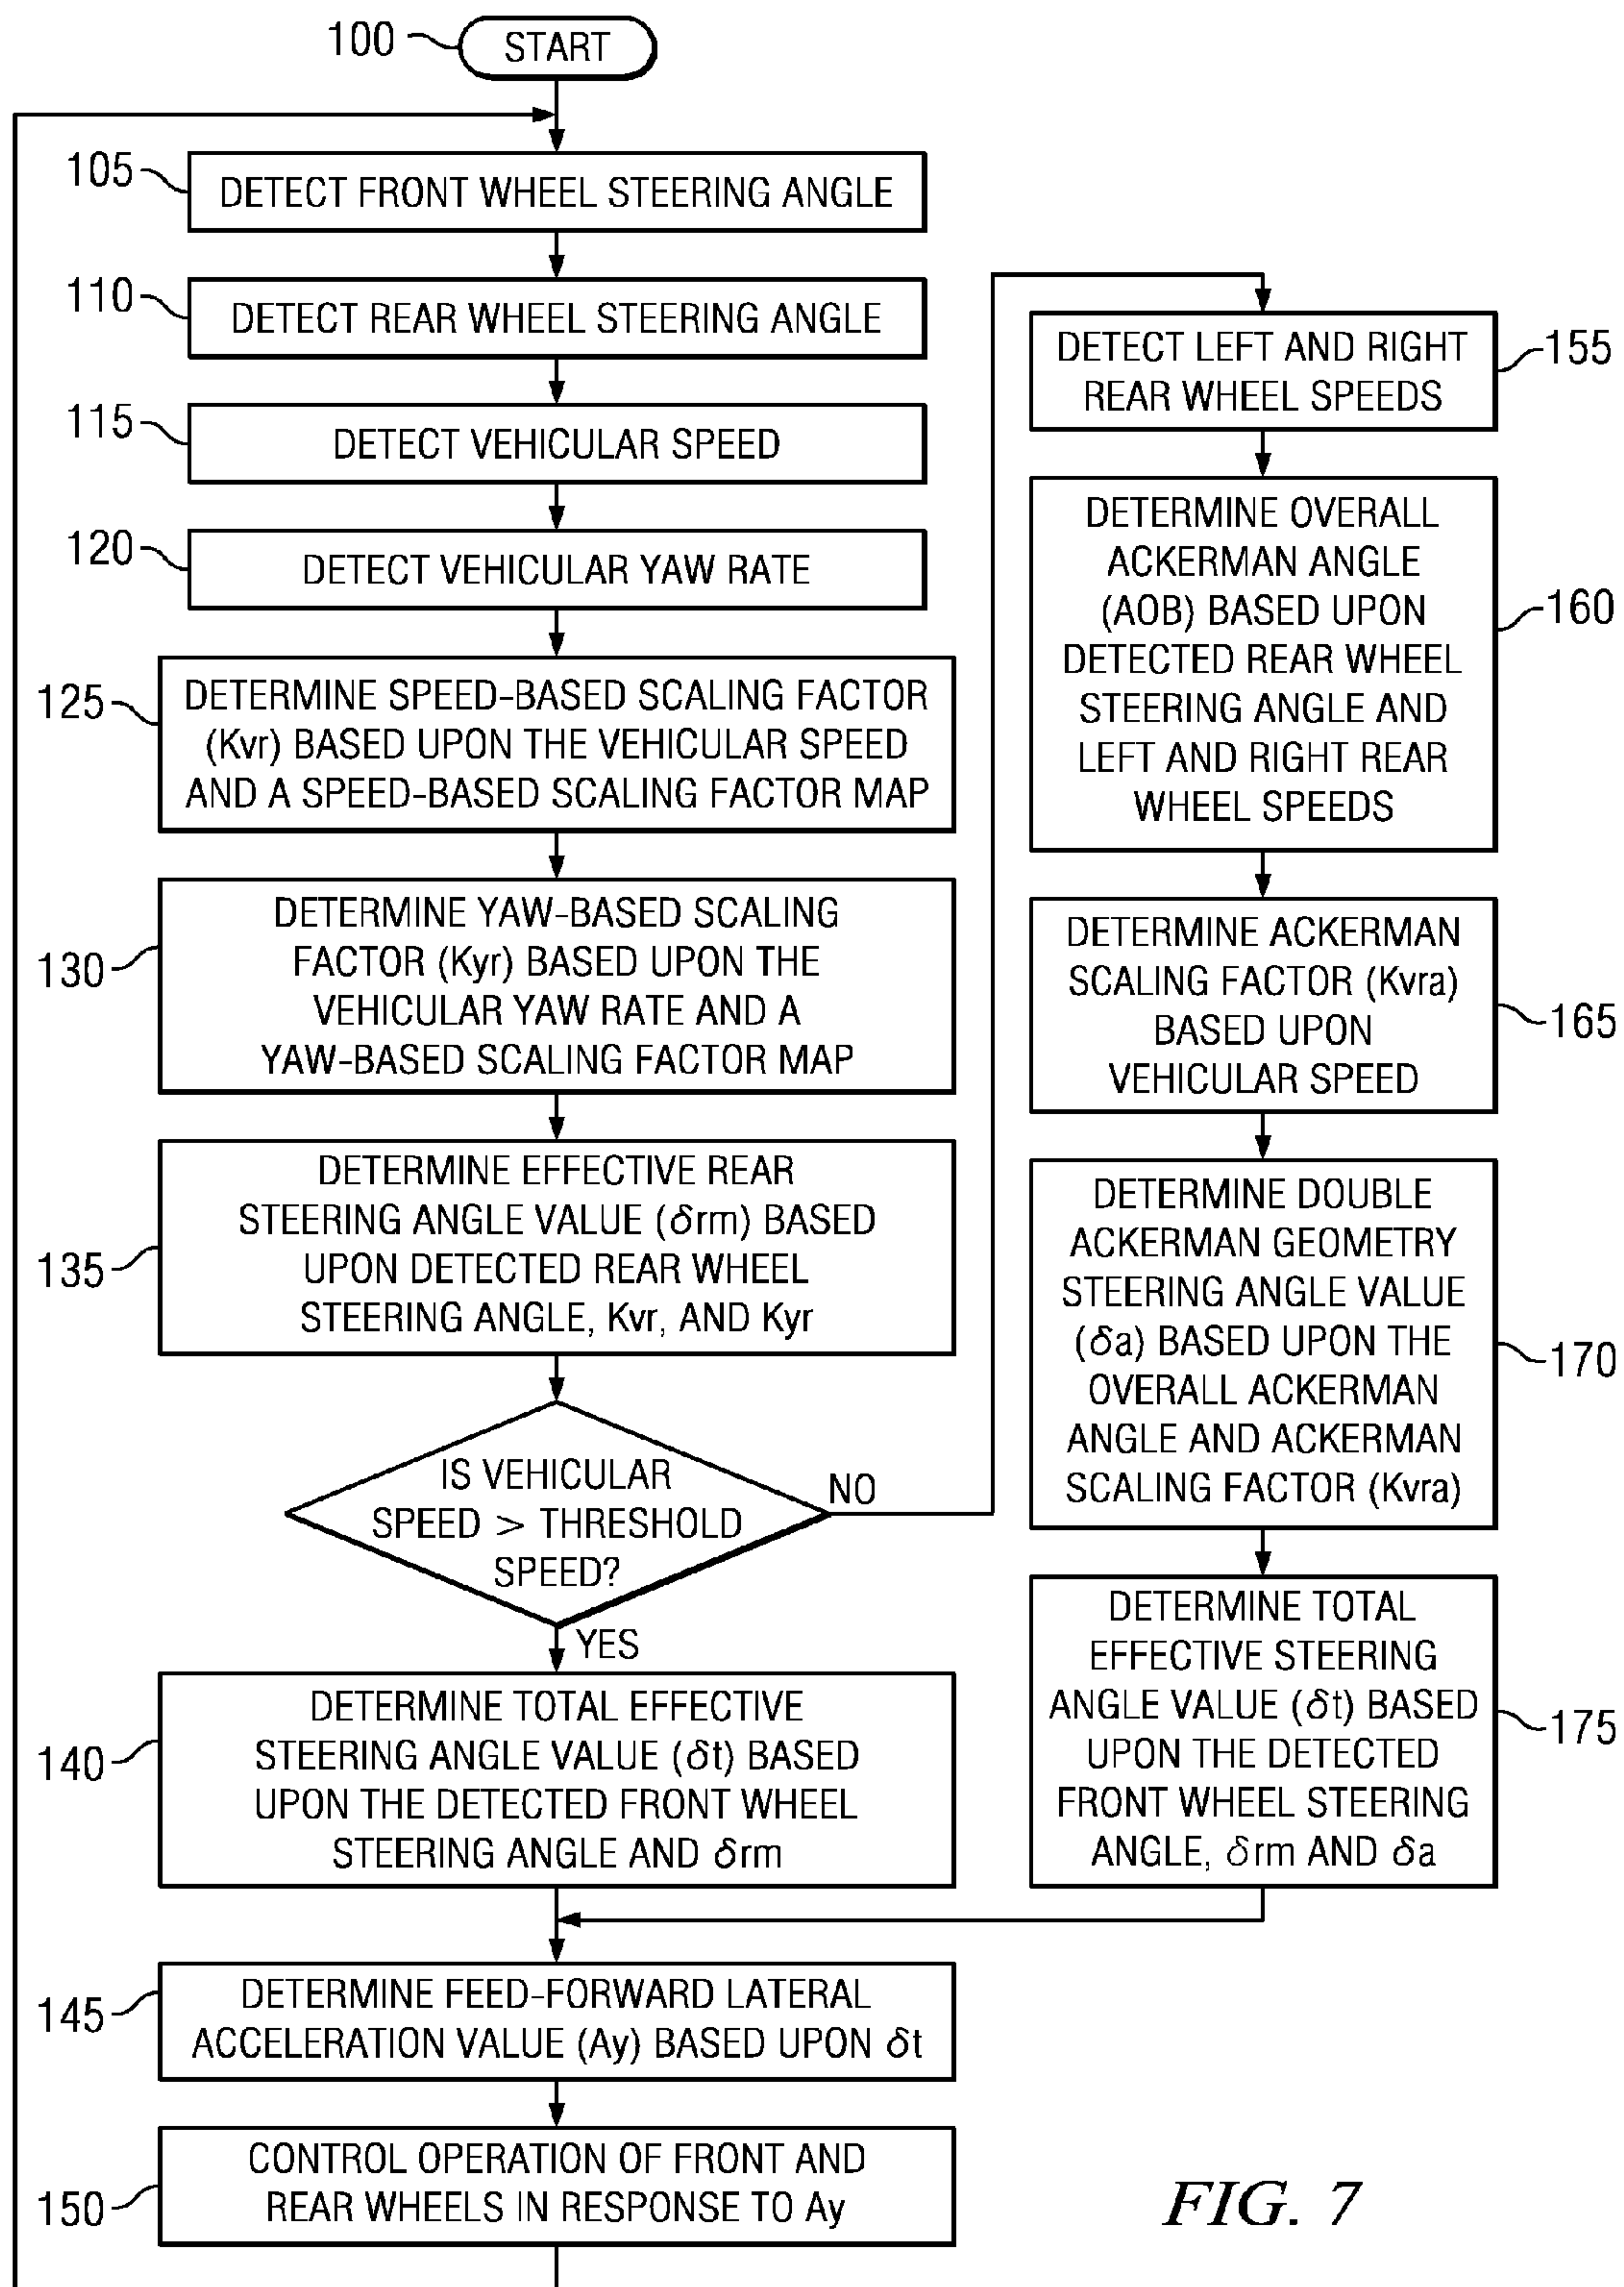 100
START
105
DETECT FRONT WHEEL STEERING ANGLE
110
DETECT REAR WHEEL STEERING ANGLE
115
DETECT VEHICULAR SPEED
120
DETECT VEHICULAR YAW RATE
125
DETERMINE SPEED-BASED SCALING FACTOR
(Kvr) BASED UPON THE VEHICULAR SPEED
AND A SPEED-BASED SCALING FACTOR MAP
130
DETERMINE YAW-BASED SCALING
FACTOR (Kyr) BASED UPON THE
VEHICULAR YAW RATE AND A
YAW-BASED SCALING FACTOR MAP
135
DETERMINE EFFECTIVE REAR
STEERING ANGLE VALUE (δrm) BASED
UPON DETECTED REAR WHEEL
STEERING ANGLE, Kvr, AND Kyr
IS VEHICULAR
SPEED > THRESHOLD
SPEED?
NO
YES
140
DETERMINE TOTAL EFFECTIVE
STEERING ANGLE VALUE (δt) BASED
UPON THE DETECTED FRONT WHEEL
STEERING ANGLE AND δrm
145
DETERMINE FEED-FORWARD LATERAL
ACCELERATION VALUE (Ay) BASED UPON δt
150
CONTROL OPERATION OF FRONT AND
REAR WHEELS IN RESPONSE TO Ay
DETECT LEFT AND RIGHT
REAR WHEEL SPEEDS
155
DETERMINE OVERALL
ACKERMAN ANGLE
(AOB) BASED UPON
DETECTED REAR WHEEL
STEERING ANGLE AND
LEFT AND RIGHT REAR
WHEEL SPEEDS
160
DETERMINE ACKERMAN
SCALING FACTOR (Kvra)
BASED UPON
VEHICULAR SPEED
165
DETERMINE DOUBLE
ACKERMAN GEOMETRY
STEERING ANGLE VALUE
(δa) BASED UPON THE
OVERALL ACKERMAN
ANGLE AND ACKERMAN
SCALING FACTOR (Kvra)
170
DETERMINE TOTAL
EFFECTIVE STEERING
ANGLE VALUE (δt) BASED
UPON THE DETECTED
FRONT WHEEL STEERING
ANGLE, δrm AND δa
175
FIG. 7